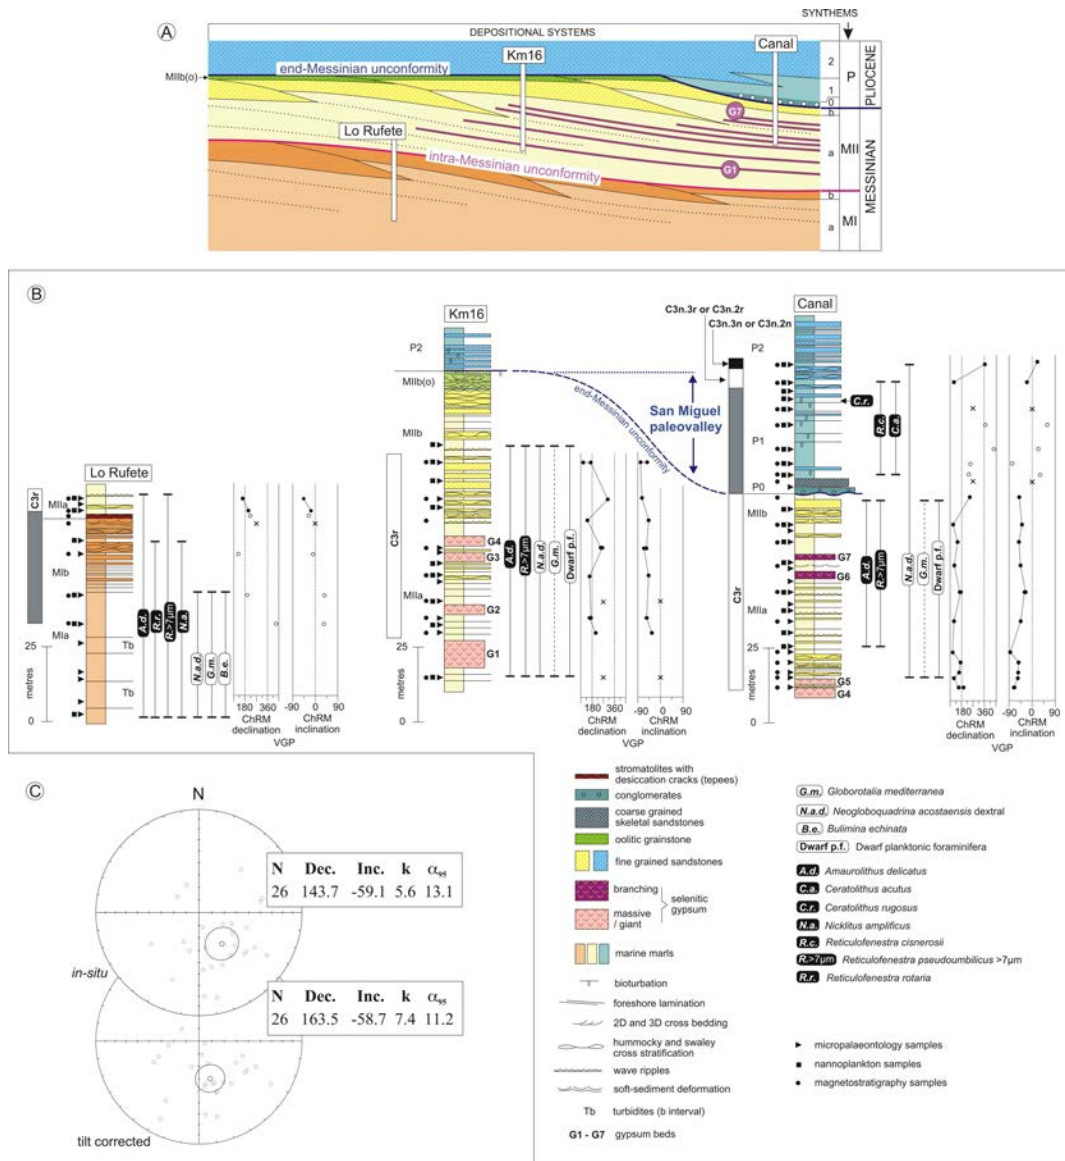 SYNTHEMS
A
DEPOSITIONAL SYSTEMS
Km16
Canal
MIIb(o)
end-Messinian unconformity
Lo Rufete
intra-Messinian unconformity
G7
G1
2
1
0
b
a
b
a
P
MII
MI
PLIOCENE
MESSINIAN
B
Km16
Canal
Lo Rufete
C3n.3r or C3n.2r
C3n.3n or C3n.2n
P2
MIIb(o)
MIIb
MIIa
G4
G3
G2
G1
C3r
end-Messinian unconformity
San Miguel
paleovalley
P2
P1
P0
MIIb
MIIa
G7
G6
G5
G4
C3r
C.r.
R.c.
C.a.
A.d.
R.>7µm
N.a.d.
G.m.
Dwarf p.f.
A.d.
R.>7µm
N.a.d.
G.m.
Dwarf p.f.
C3r
MIIa
MIb
MIa
Tb
Tb
A.d.
R.r.
R.>7µm
N.a.
N.a.d.
G.m.
B.e.
25
metres
0
180 360
ChRM
declination
-90 0 90
ChRM
inclination
VGP
25
metres
0
180 360
ChRM
declination
-90 0 90
ChRM
inclination
VGP
25
metres
0
180 360
ChRM
declination
-90 0 90
ChRM
inclination
VGP
C
N
N Dec. Inc. k α95
26 143.7 -59.1 5.6 13.1
in-situ
N Dec. Inc. k α95
26 163.5 -58.7 7.4 11.2
tilt corrected
stromatolites with
desiccation cracks (tepees)
conglomerates
coarse grained
skeletal sandstones
oolitic grainstone
fine grained sandstones
branching
massive
/ giant
selenitic
gypsum
marine marls
bioturbation
foreshore lamination
2D and 3D cross bedding
hummocky and swaley
cross stratification
wave ripples
soft-sediment deformation
Tb turbidites (b interval)
G1 - G7 gypsum beds
G.m. Globorotalia mediterranea
N.a.d. Neogloboquadrina acostaensis dextral
B.e. Bulimina echinata
Dwarf p.f. Dwarf planktonic foraminifera
A.d. Amaurolithus delicatus
C.a. Ceratolithus acutus
C.r. Ceratolithus rugosus
N.a. Nicklitus amplificus
R.c. Reticulofenestra cisnerosii
R.>7µm Reticulofenestra pseudoumbilicus >7µm
R.r. Reticulofenestra rotaria
micropalaeontology samples
nannoplankton samples
magnetostratigraphy samples